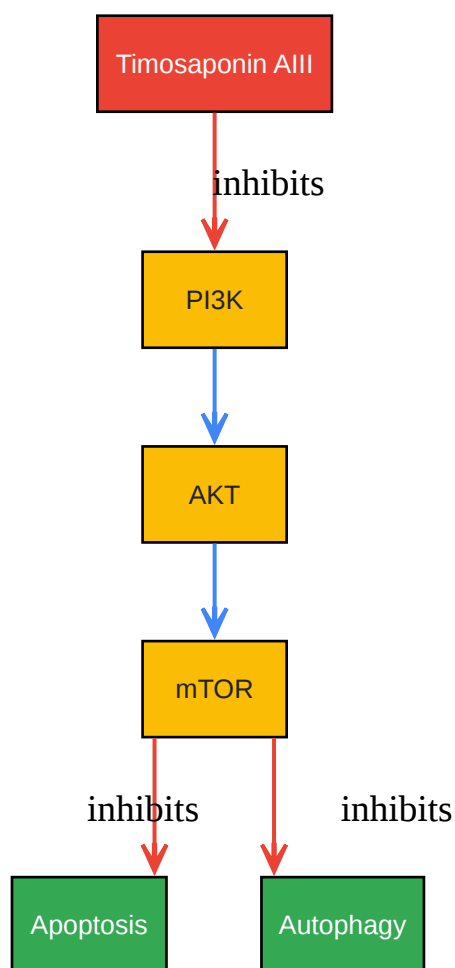 Timosaponin AIII
inhibits
PI3K
AKT
mTOR
inhibits
inhibits
Apoptosis
Autophagy